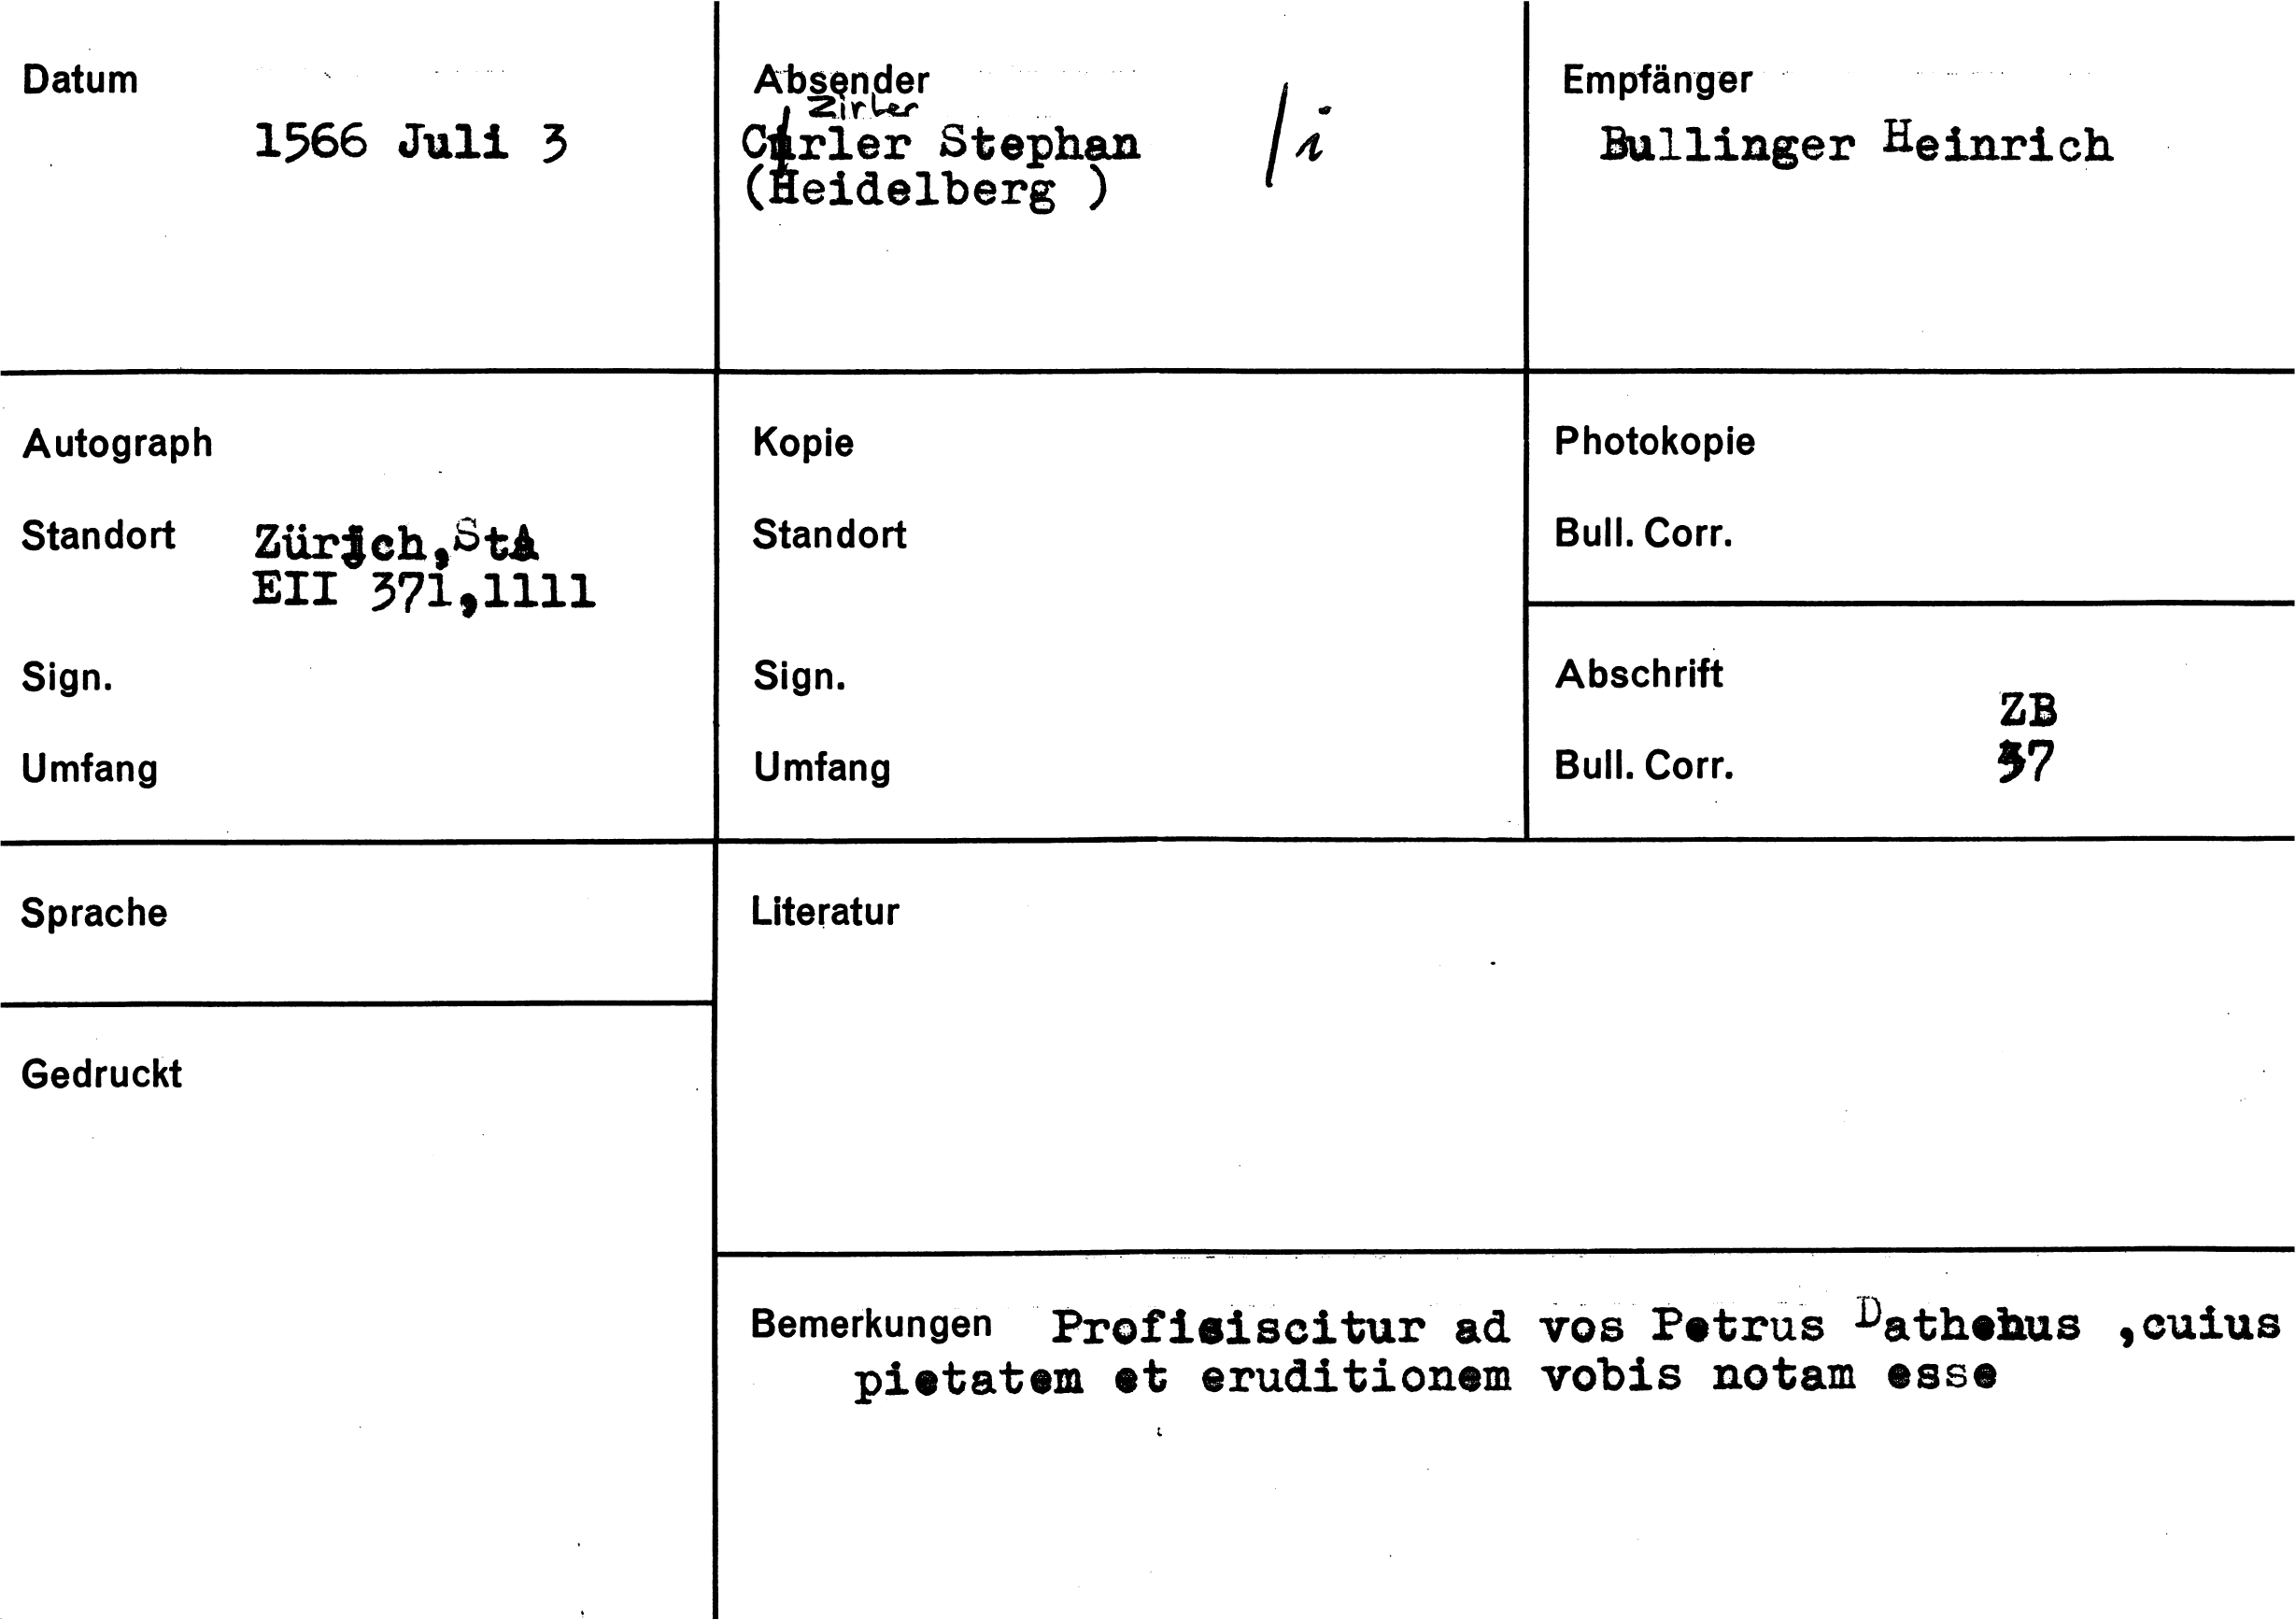 Datum
1566 Juli 3
Absender
Zirler
Cirler Stephan /i
(Heidelberg )
Empfänger
Bullinger Heinrich
Autograph
Standort Zürich,StA
EII 371,1111
Sign.
Umfang
Kopie
Standort
Sign.
Umfang
Photokopie
Bull. Corr.
Abschrift
ZB
Bull. Corr. 37
Sprache
Literatur
Gedruckt
Bemerkungen Profisiscitur ad vos Petrus Dathenus ,cuius
pietatem et eruditionem vobis notam esse